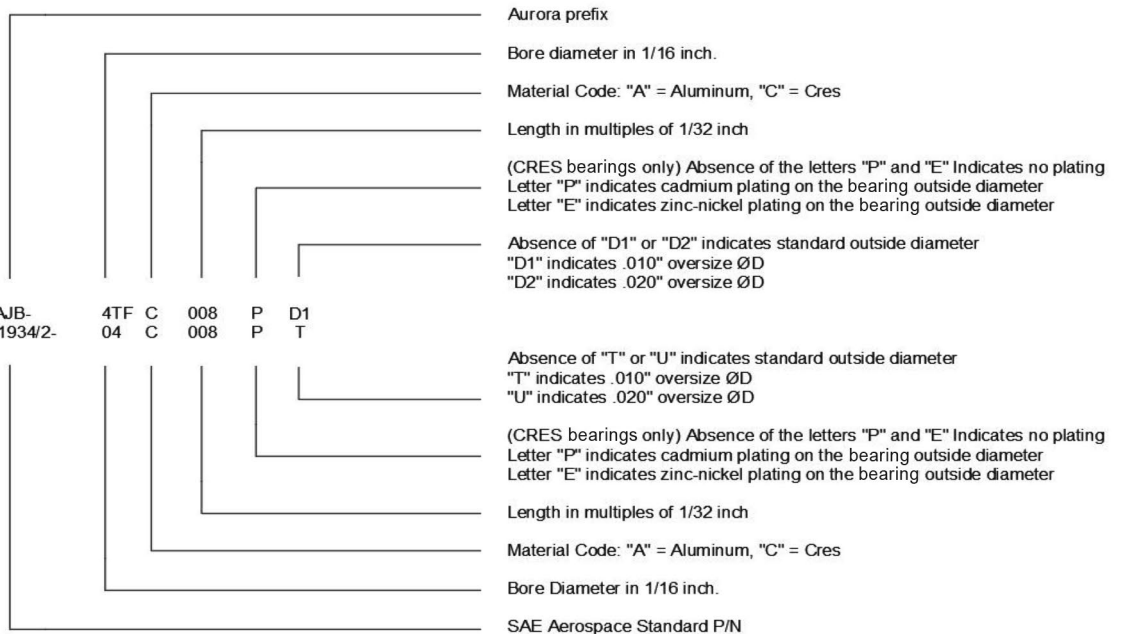 Aurora prefix
Bore diameter in 1/16 inch.
Material Code: "A" = Aluminum, "C" = Cres
Length in multiples of 1/32 inch
(CRES bearings only) Absence of the letters "P" and "E" Indicates no plating
Letter "P" indicates cadmium plating on the bearing outside diameter
Letter "E" indicates zinc-nickel plating on the bearing outside diameter
Absence of "D1" or "D2" indicates standard outside diameter
"D1" indicates .010" oversize ØD
"D2" indicates .020" oversize ØD
AJB- 4TF C 008 P D1
1934/2- 04 C 008 P T
Absence of "T" or "U" indicates standard outside diameter
"T" indicates .010" oversize ØD
"U" indicates .020" oversize ØD
(CRES bearings only) Absence of the letters "P" and "E" Indicates no plating
Letter "P" indicates cadmium plating on the bearing outside diameter
Letter "E" indicates zinc-nickel plating on the bearing outside diameter
Length in multiples of 1/32 inch
Material Code: "A" = Aluminum, "C" = Cres
Bore Diameter in 1/16 inch.
SAE Aerospace Standard P/N